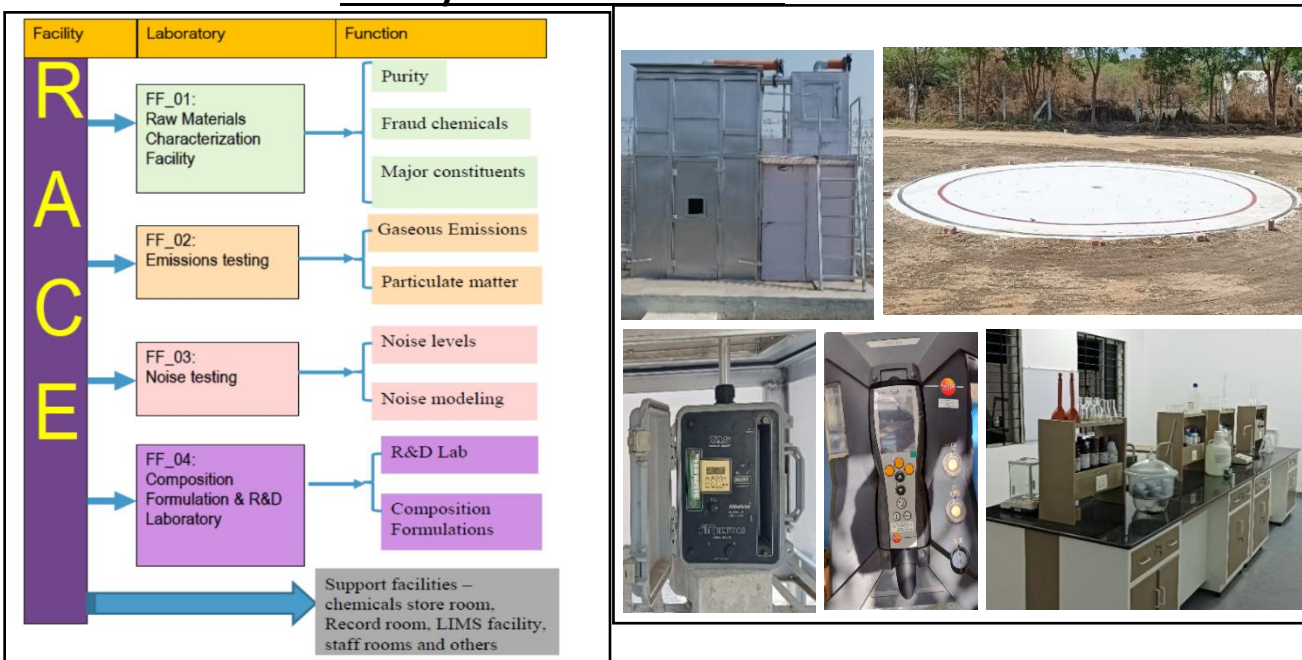 Facility
Laboratory
Function
R
A
C
E
FF_01:
Raw Materials
Characterization
Facility
Purity
Fraud chemicals
Major constituents
FF_02:
Emissions testing
Gaseous Emissions
Particulate matter
FF_03:
Noise testing
Noise levels
Noise modeling
FF_04:
Composition
Formulation & R&D
Laboratory
R&D Lab
Composition
Formulations
Support facilities –
chemicals store room,
Record room, LIMS facility,
staff rooms and others